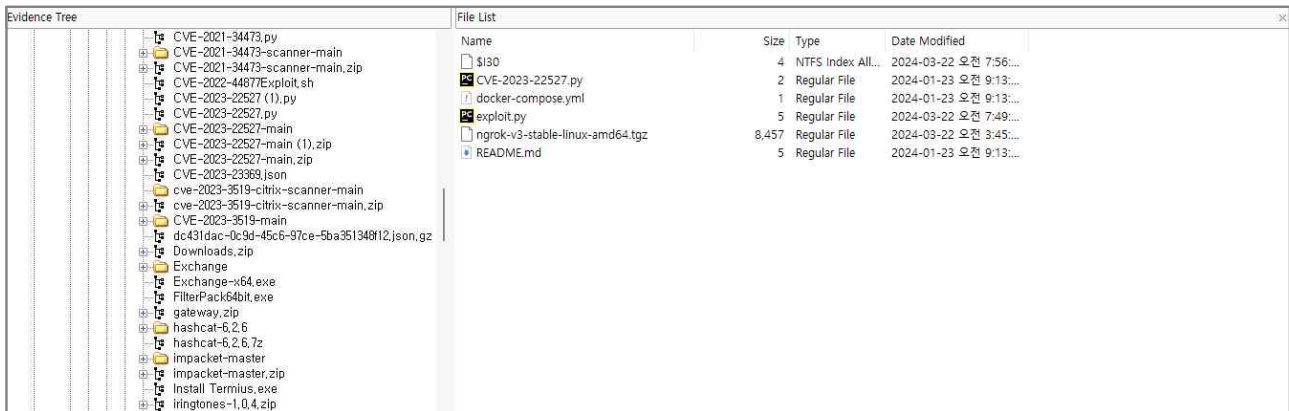 Evidence Tree
CVE-2021-34473.py
CVE-2021-34473-scanner-main
CVE-2021-34473-scanner-main.zip
CVE-2022-44877Exploit.sh
CVE-2023-22527 (1).py
CVE-2023-22527.py
CVE-2023-22527-main
CVE-2023-22527-main (1).zip
CVE-2023-22527-main.zip
CVE-2023-23369.json
cve-2023-3519-citrix-scanner-main
cve-2023-3519-citrix-scanner-main.zip
CVE-2023-3519-main
dc431dac-0c9d-45c6-97ce-5ba351348f12.json.gz
Downloads.zip
Exchange
Exchange-x64.exe
FilterPack64bit.exe
gateway.zip
hashcat-6.2.6
hashcat-6.2.6.7z
impacket-master
impacket-master.zip
Install Termius.exe
iringtones-1.0.4.zip
File List
Name Size Type Date Modified
$I30 4 NTFS Index All... 2024-03-22 오전 7:56:...
CVE-2023-22527.py 2 Regular File 2024-01-23 오전 9:13:...
docker-compose.yml 1 Regular File 2024-01-23 오전 9:13:...
exploit.py 5 Regular File 2024-03-22 오전 7:49:...
ngrok-v3-stable-linux-amd64.tgz 8,457 Regular File 2024-03-22 오전 3:45:...
README.md 5 Regular File 2024-01-23 오전 9:13:...